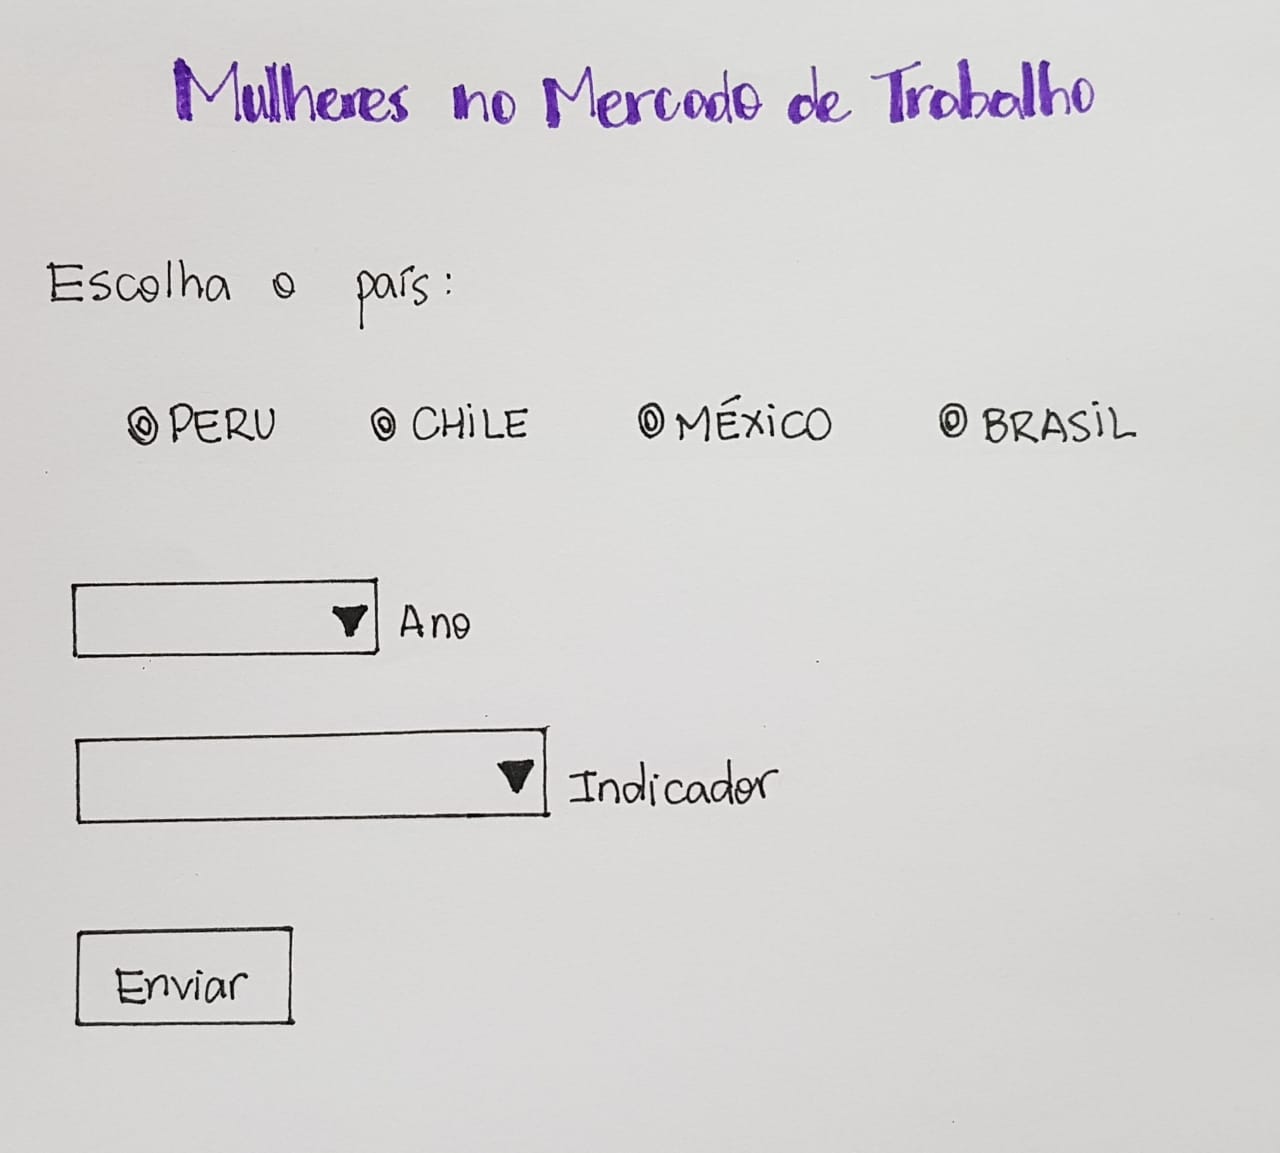 Mulheres no Mercado de Trabalho
Escolha o país:
PERU CHILE MÉXICO BRASIL
Ano
Indicador
Enviar